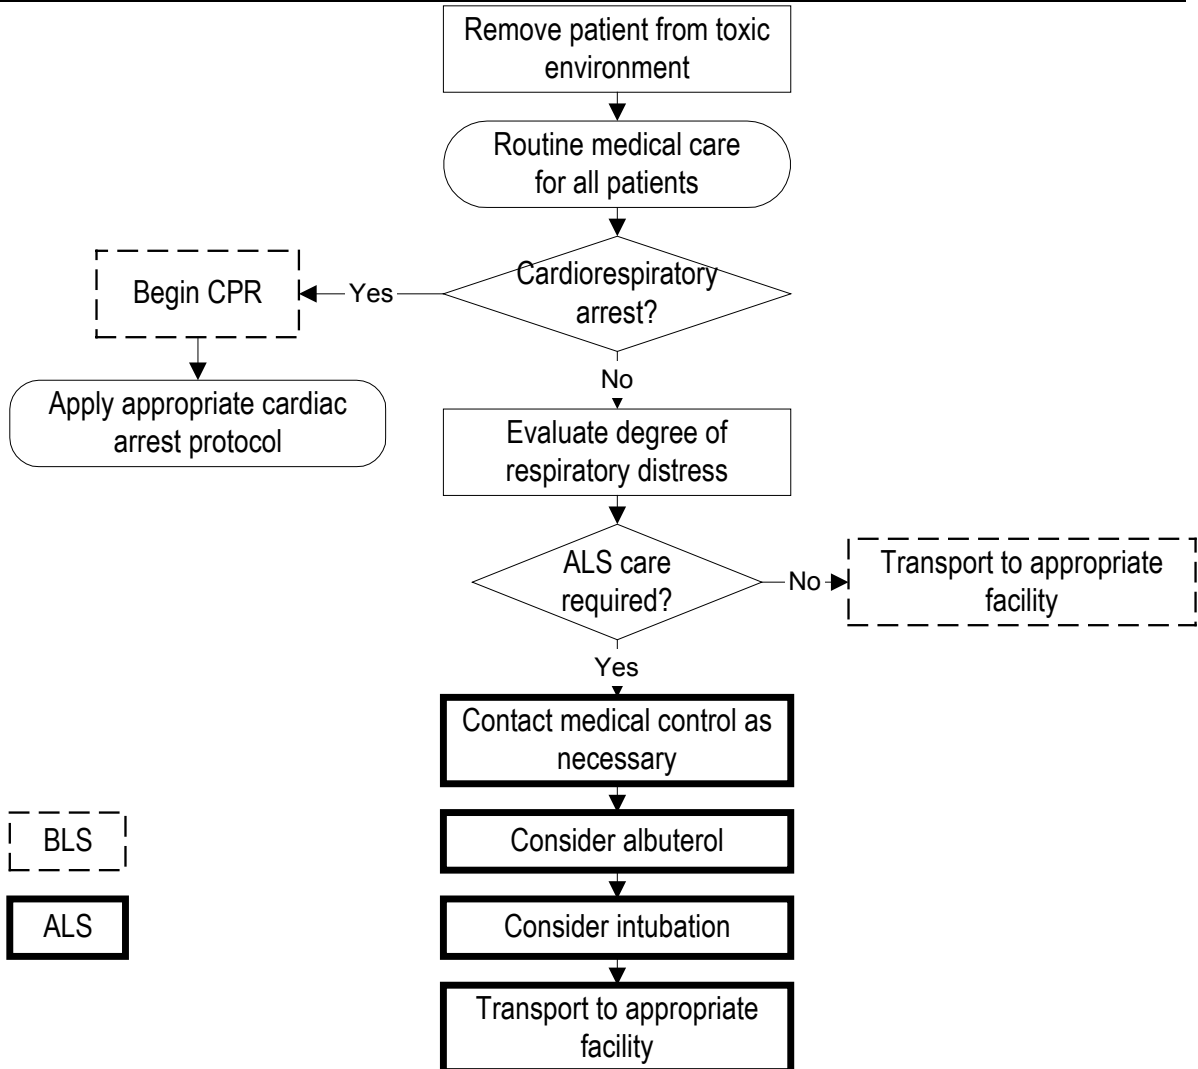 Remove patient from toxic
environment
Routine medical care
for all patients
Cardiorespiratory
arrest?
Yes
Begin CPR
Apply appropriate cardiac
arrest protocol
No
Evaluate degree of
respiratory distress
ALS care
required?
No
Transport to appropriate
facility
Yes
Contact medical control as
necessary
Consider albuterol
Consider intubation
Transport to appropriate
facility
BLS
ALS